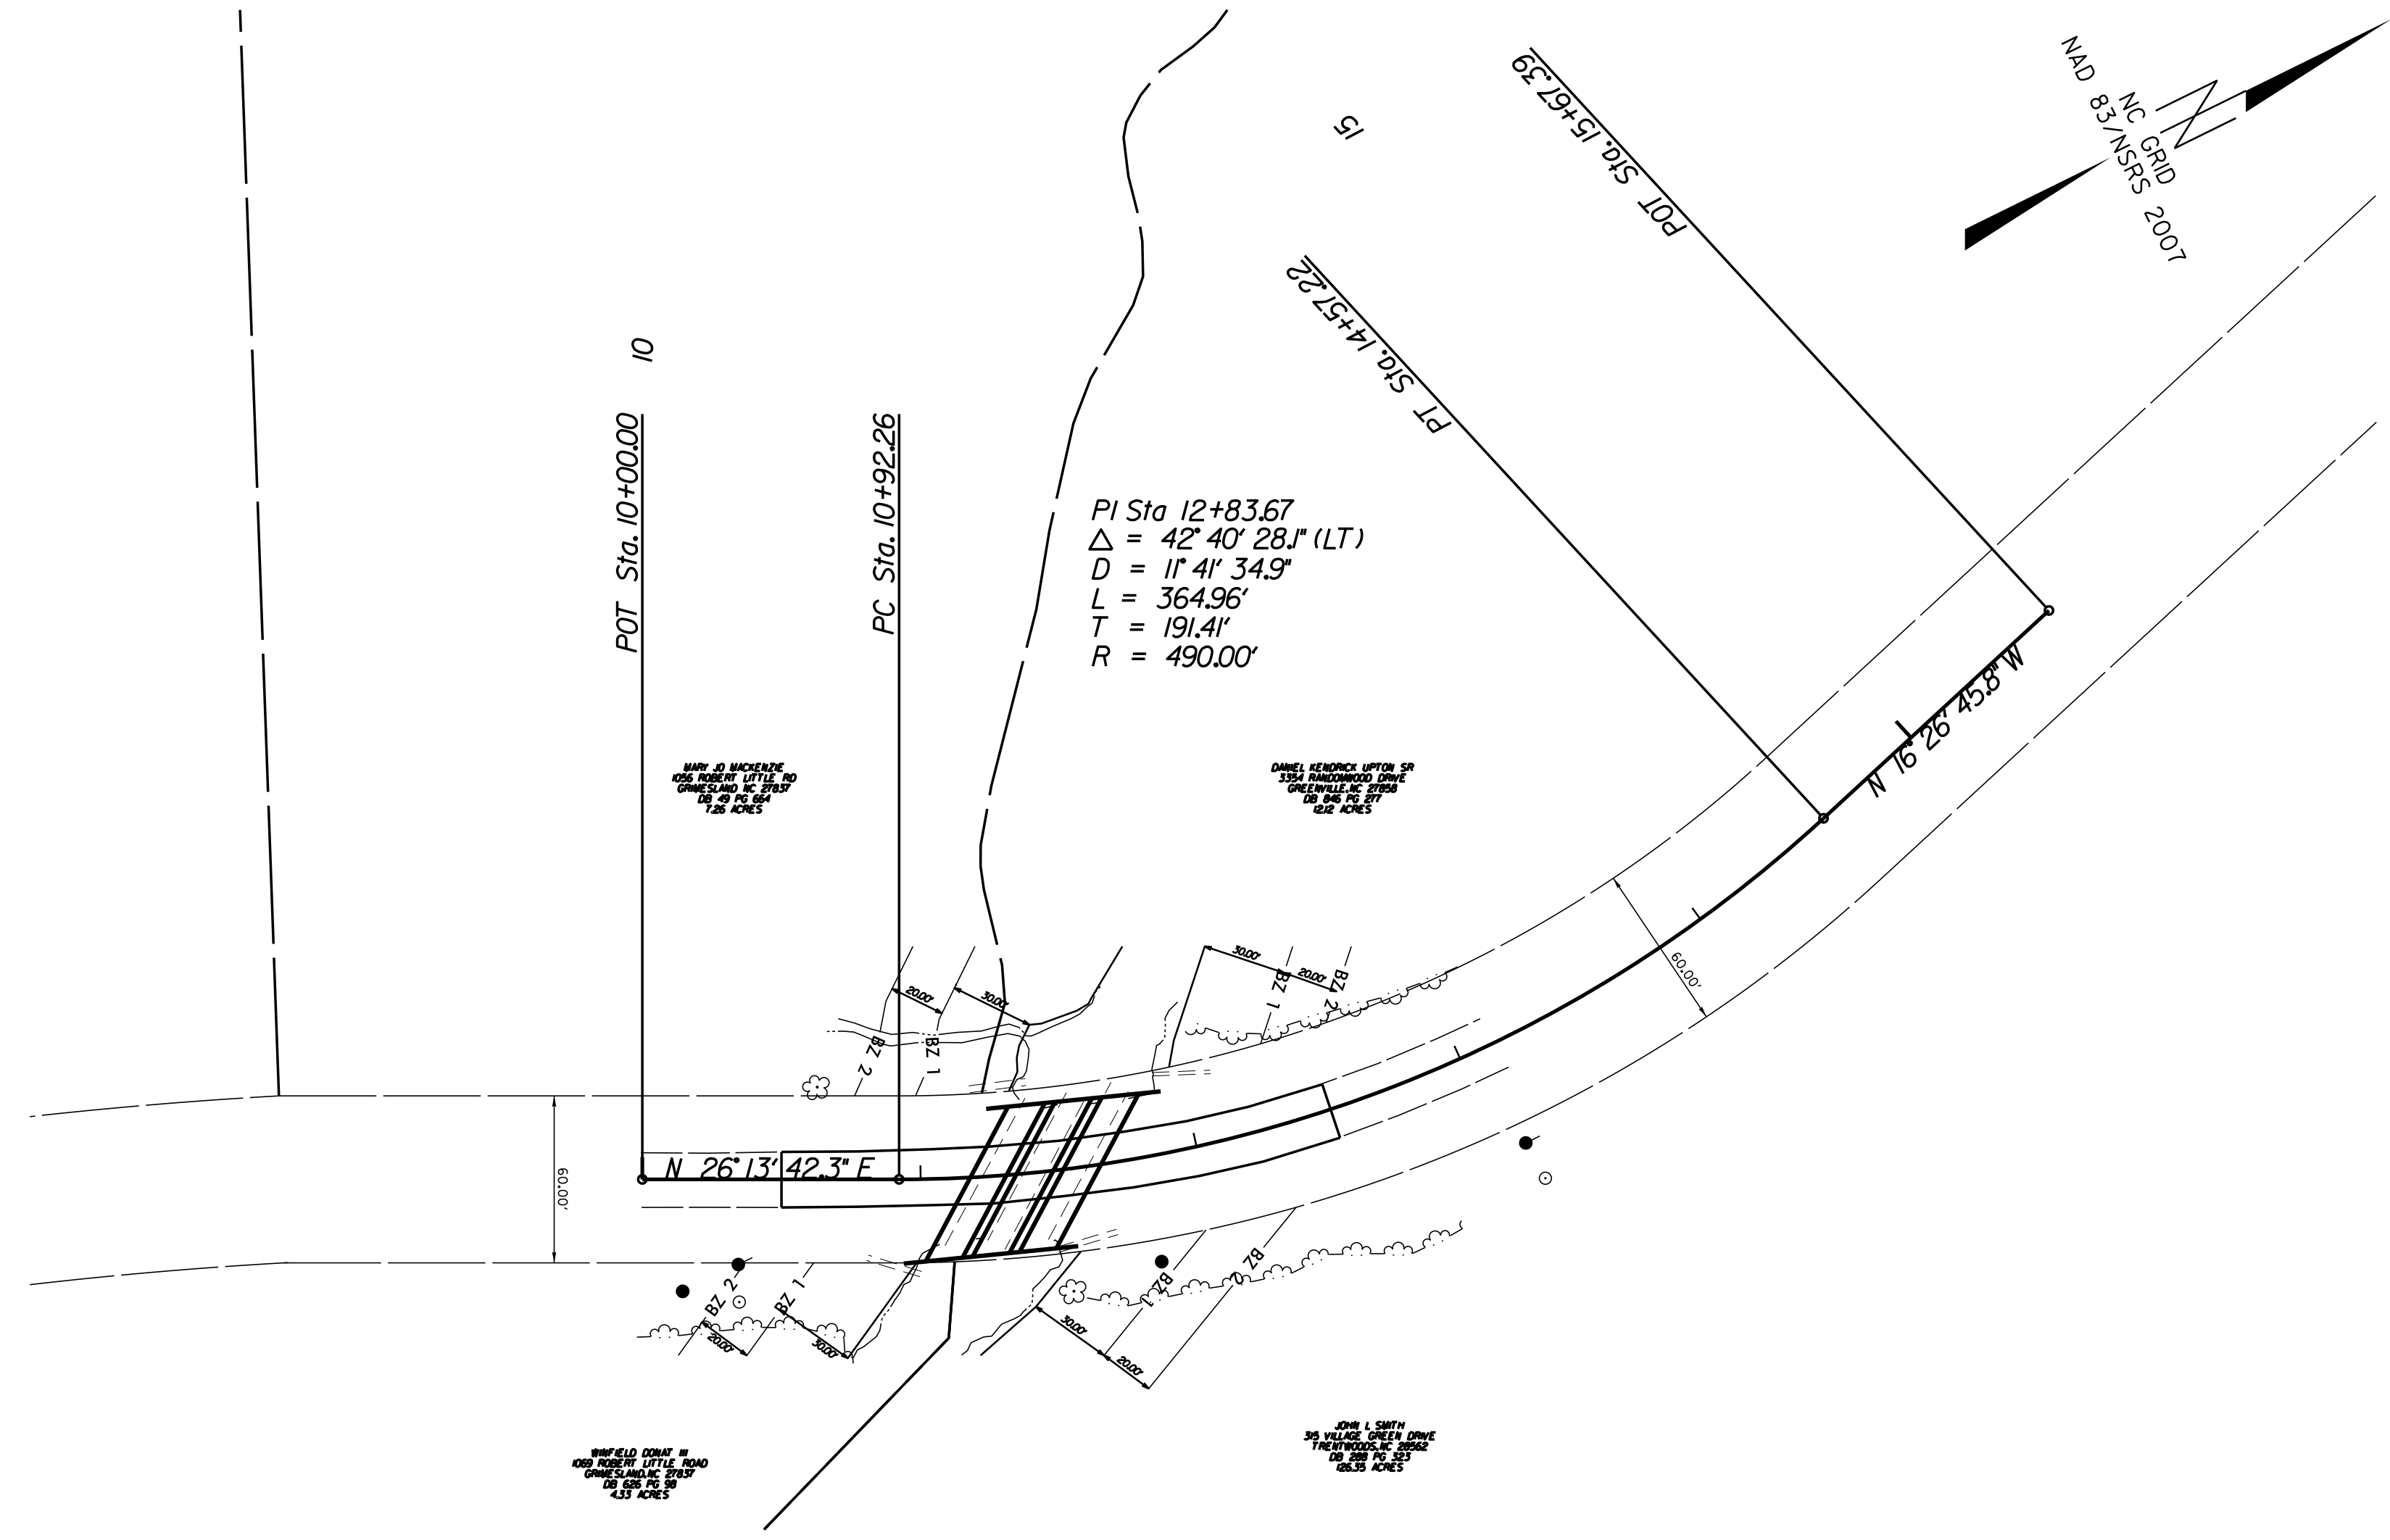 NAD 83/NSRS 2007
NC GRID
15
POT Sta. 15+67.39
PT Sta. 14+57.22
10
POT Sta. 10+00.00
PC Sta. 10+92.26
PI Sta 12+83.67
△ = 42° 40' 28.1" (LT)
D = 11° 41' 34.9"
L = 364.96'
T = 191.41'
R = 490.00'
N 16° 26' 45.8" W
MARY JO MACKENZIE
1056 ROBERT LITTLE RD
GRIMESLAND NC 27837
DB 49 PG 664
7.26 ACRES
DANIEL KENDRICK UPTON SR
3354 RANDOMWOOD DRIVE
GREENVILLE, NC 27858
DB 846 PG 277
12.12 ACRES
20.00'
30.00'
30.00'
20.00'
BZ 2
BZ 1
BZ 1
BZ 2
60.00'
N 26° 13' 42.3" E
60.00'
BZ 2
BZ 1
BZ 1
BZ 2
20.00'
30.00'
30.00'
20.00'
WINFIELD DONAT III
1069 ROBERT LITTLE ROAD
GRIMESLAND, NC 27837
DB 626 PG 98
4.33 ACRES
JOHN L SMITH
315 VILLAGE GREEN DRIVE
TRENTWOODS, NC 28562
DB 288 PG 323
126.35 ACRES